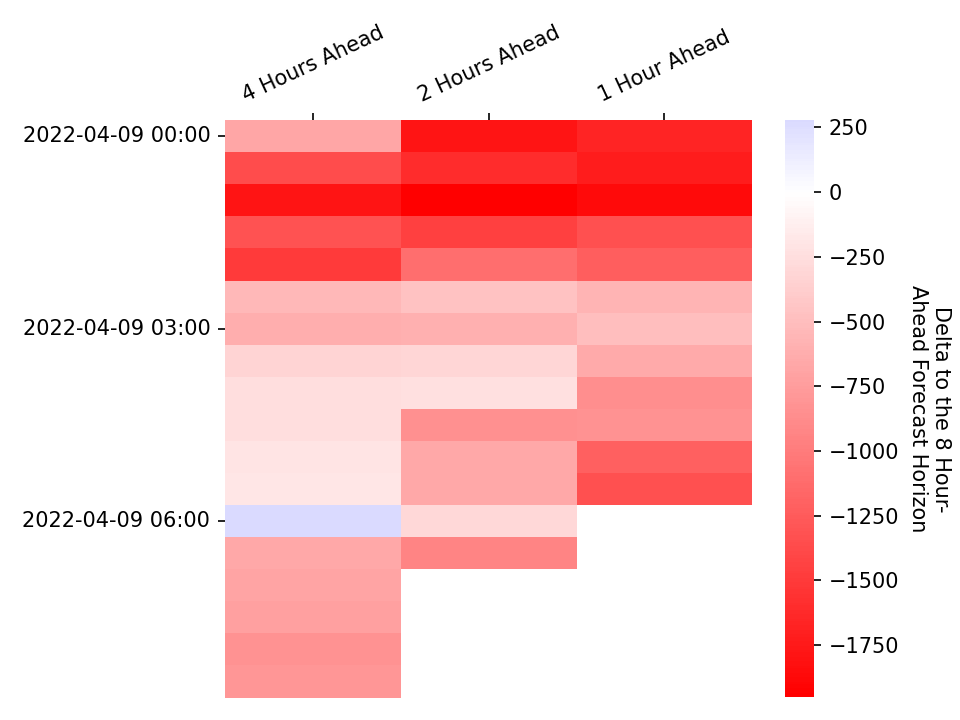 4 Hours Ahead
2 Hours Ahead
1 Hour Ahead
2022-04-09 00:00
2022-04-09 03:00
2022-04-09 06:00
250
0
−250
−500
−750
−1000
−1250
−1500
−1750
Delta to the 8 Hour-
Ahead Forecast Horizon